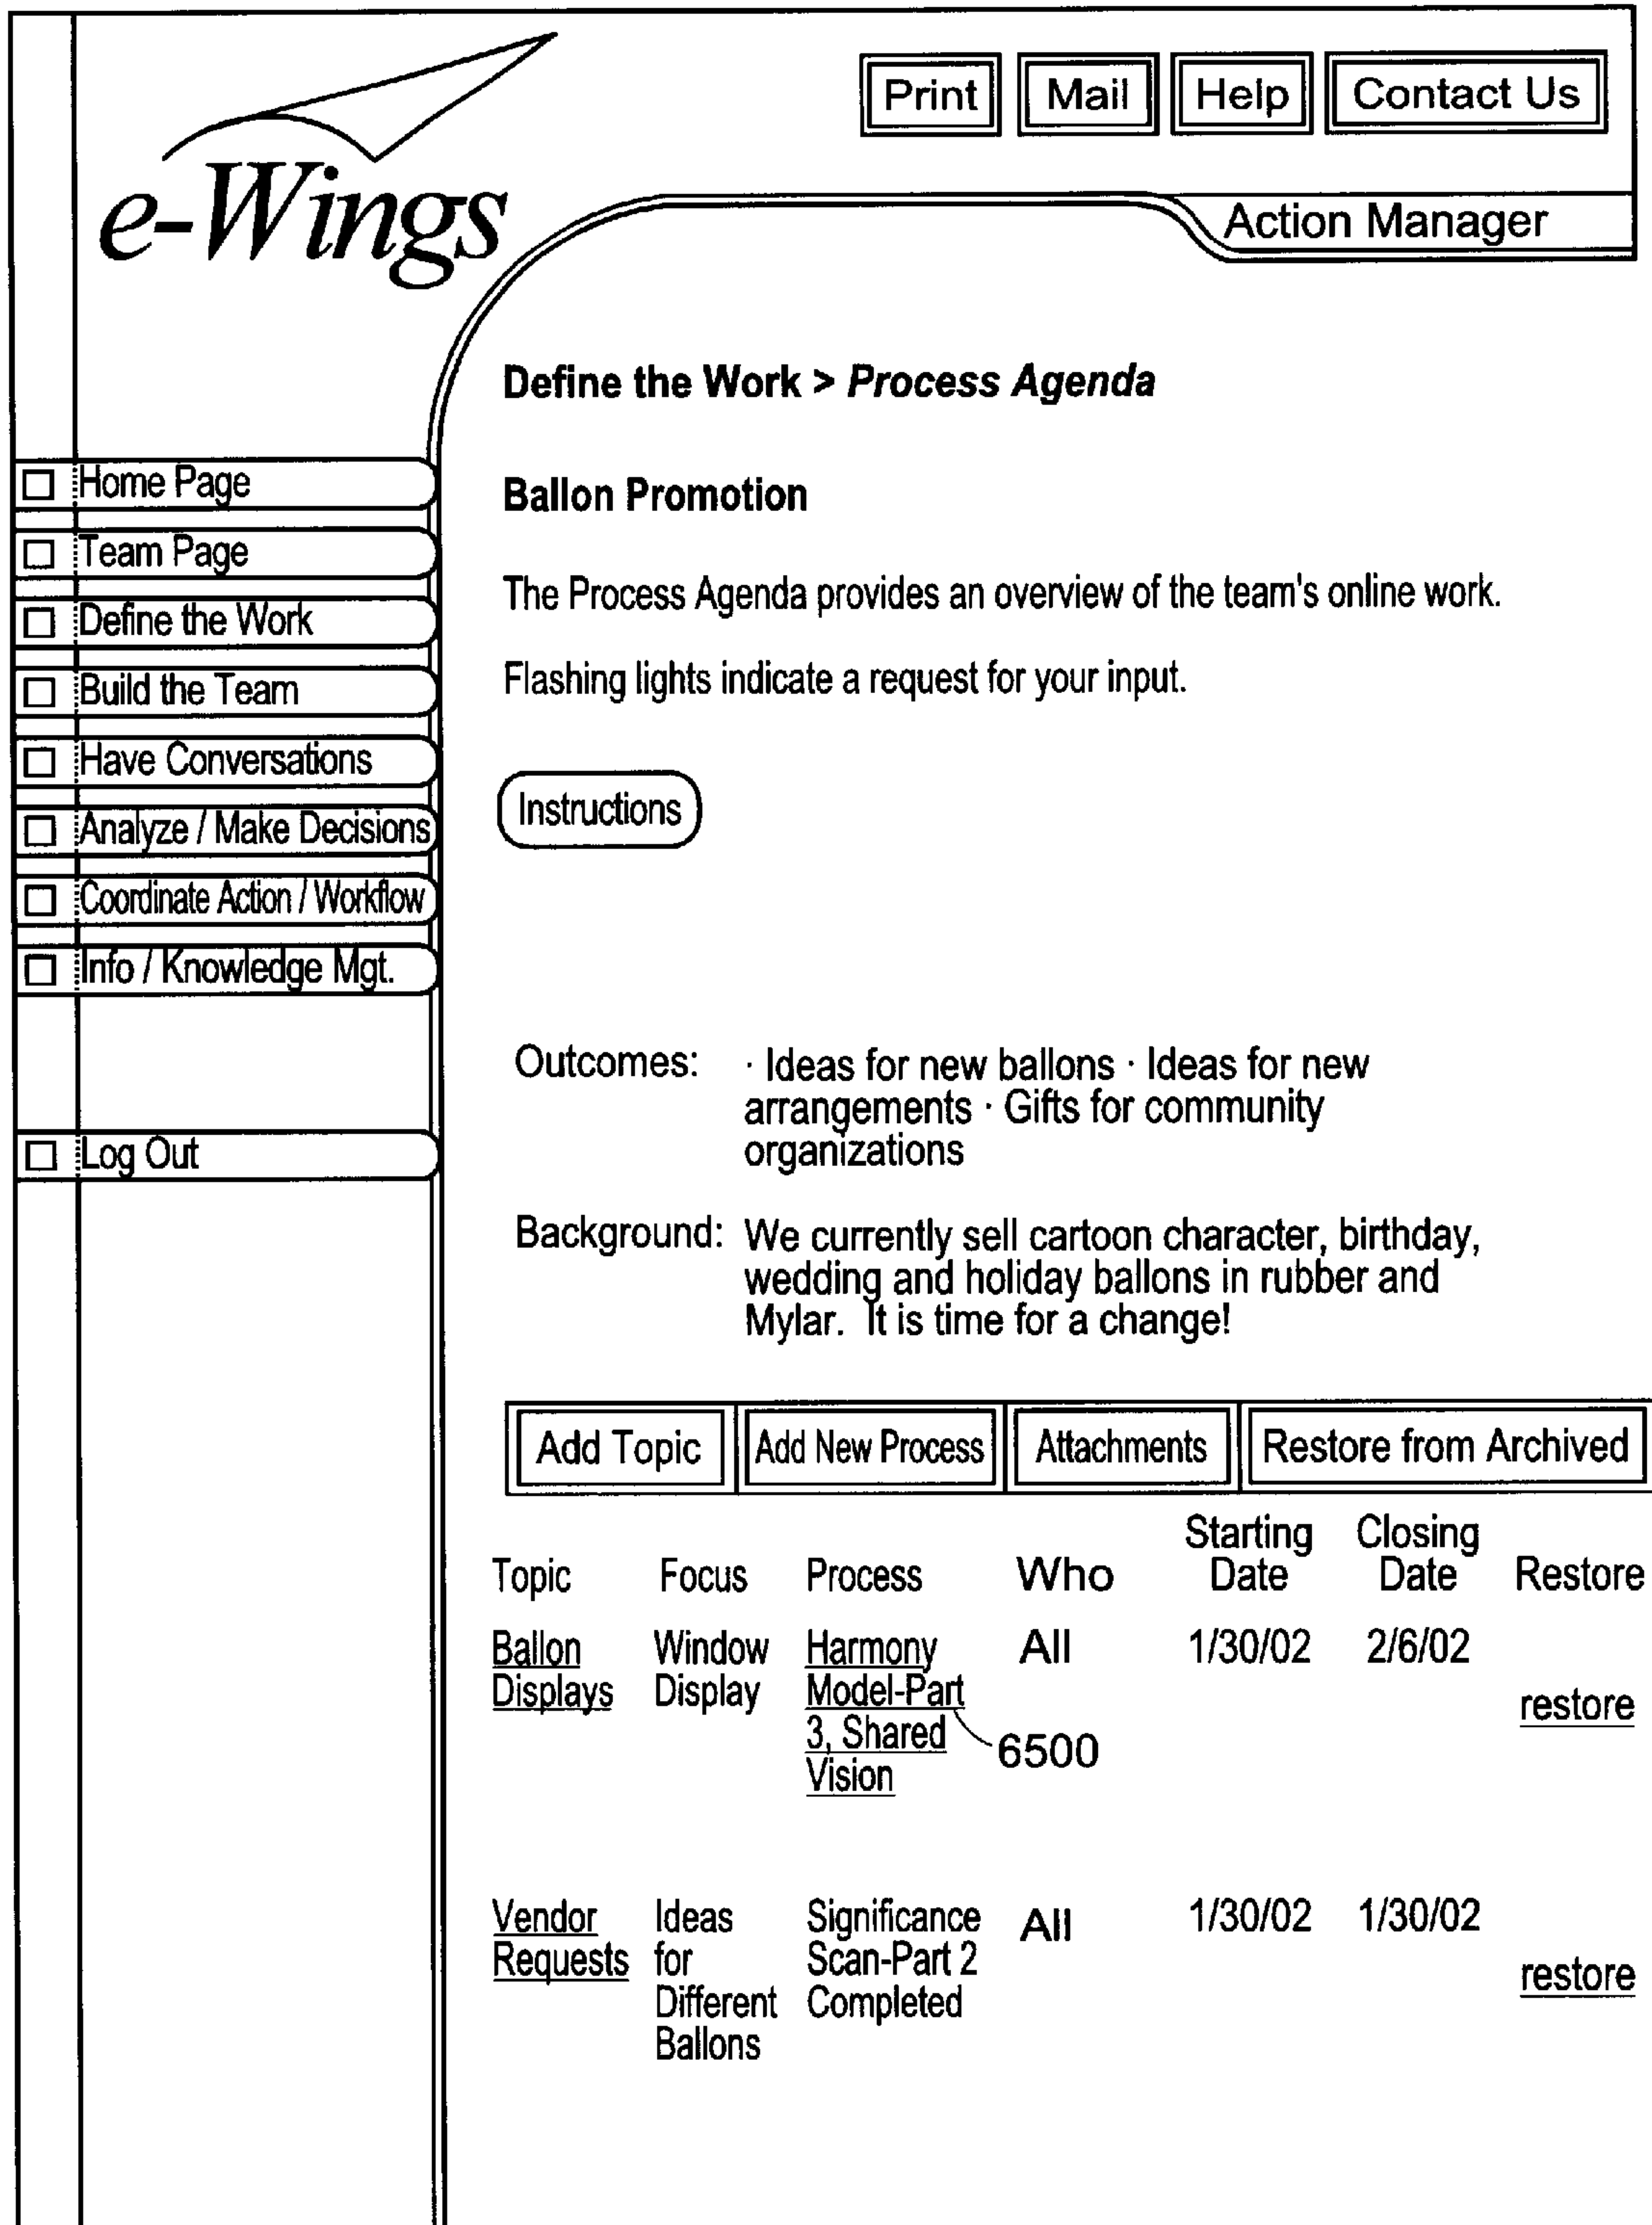 e-Wings
Print Mail Help Contact Us
Action Manager
Home Page
Team Page
Define the Work
Build the Team
Have Conversations
Analyze / Make Decisions
Coordinate Action / Workflow
Info / Knowledge Mgt.
Log Out
Define the Work > Process Agenda
Ballon Promotion
The Process Agenda provides an overview of the team's online work.
Flashing lights indicate a request for your input.
Instructions
Outcomes: · Ideas for new ballons · Ideas for new
arrangements · Gifts for community
organizations
Background: We currently sell cartoon character, birthday,
wedding and holiday ballons in rubber and
Mylar. It is time for a change!
Add Topic Add New Process Attachments Restore from Archived
Starting Closing
Topic Focus Process Who Date Date Restore
Ballon Window Harmony All 1/30/02 2/6/02
Displays Display Model-Part restore
3, Shared 6500
Vision
Vendor Ideas Significance All 1/30/02 1/30/02
Requests for Scan-Part 2 restore
Different Completed
Ballons